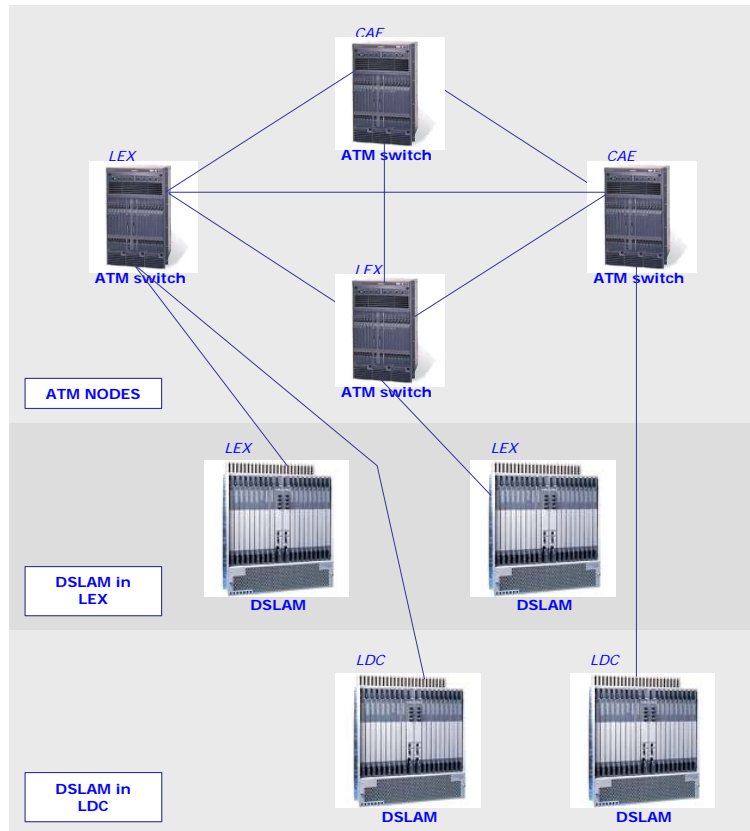 CAE
ATM switch
LEX
ATM switch
CAE
ATM switch
LEX
ATM switch
ATM NODES
LEX
DSLAM
LEX
DSLAM
DSLAM in
LEX
LDC
DSLAM
LDC
DSLAM
DSLAM in
LDC